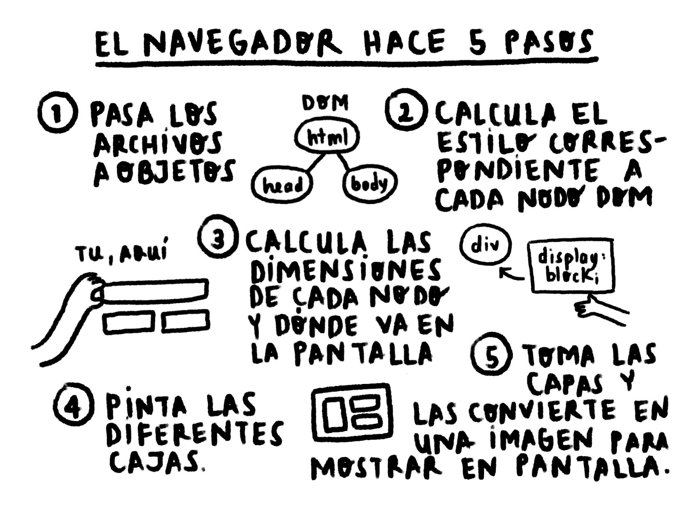 EL NAVEGADOR HACE 5 PASOS
1 PASA LOS
ARCHIVOS
A OBJETOS
DOM
html
head
body
2 CALCULA EL
ESTILO CORRES-
PONDIENTE A
CADA NODO DOM
TU, AQUÍ
3 CALCULA LAS
DIMENSIONES
DE CADA NODO
Y DÓNDE VA EN
LA PANTALLA
div
display:
block;
4 PINTA LAS
DIFERENTES
CAJAS.
5 TOMA LAS
CAPAS Y
LAS CONVIERTE EN
UNA IMAGEN PARA
MOSTRAR EN PANTALLA.